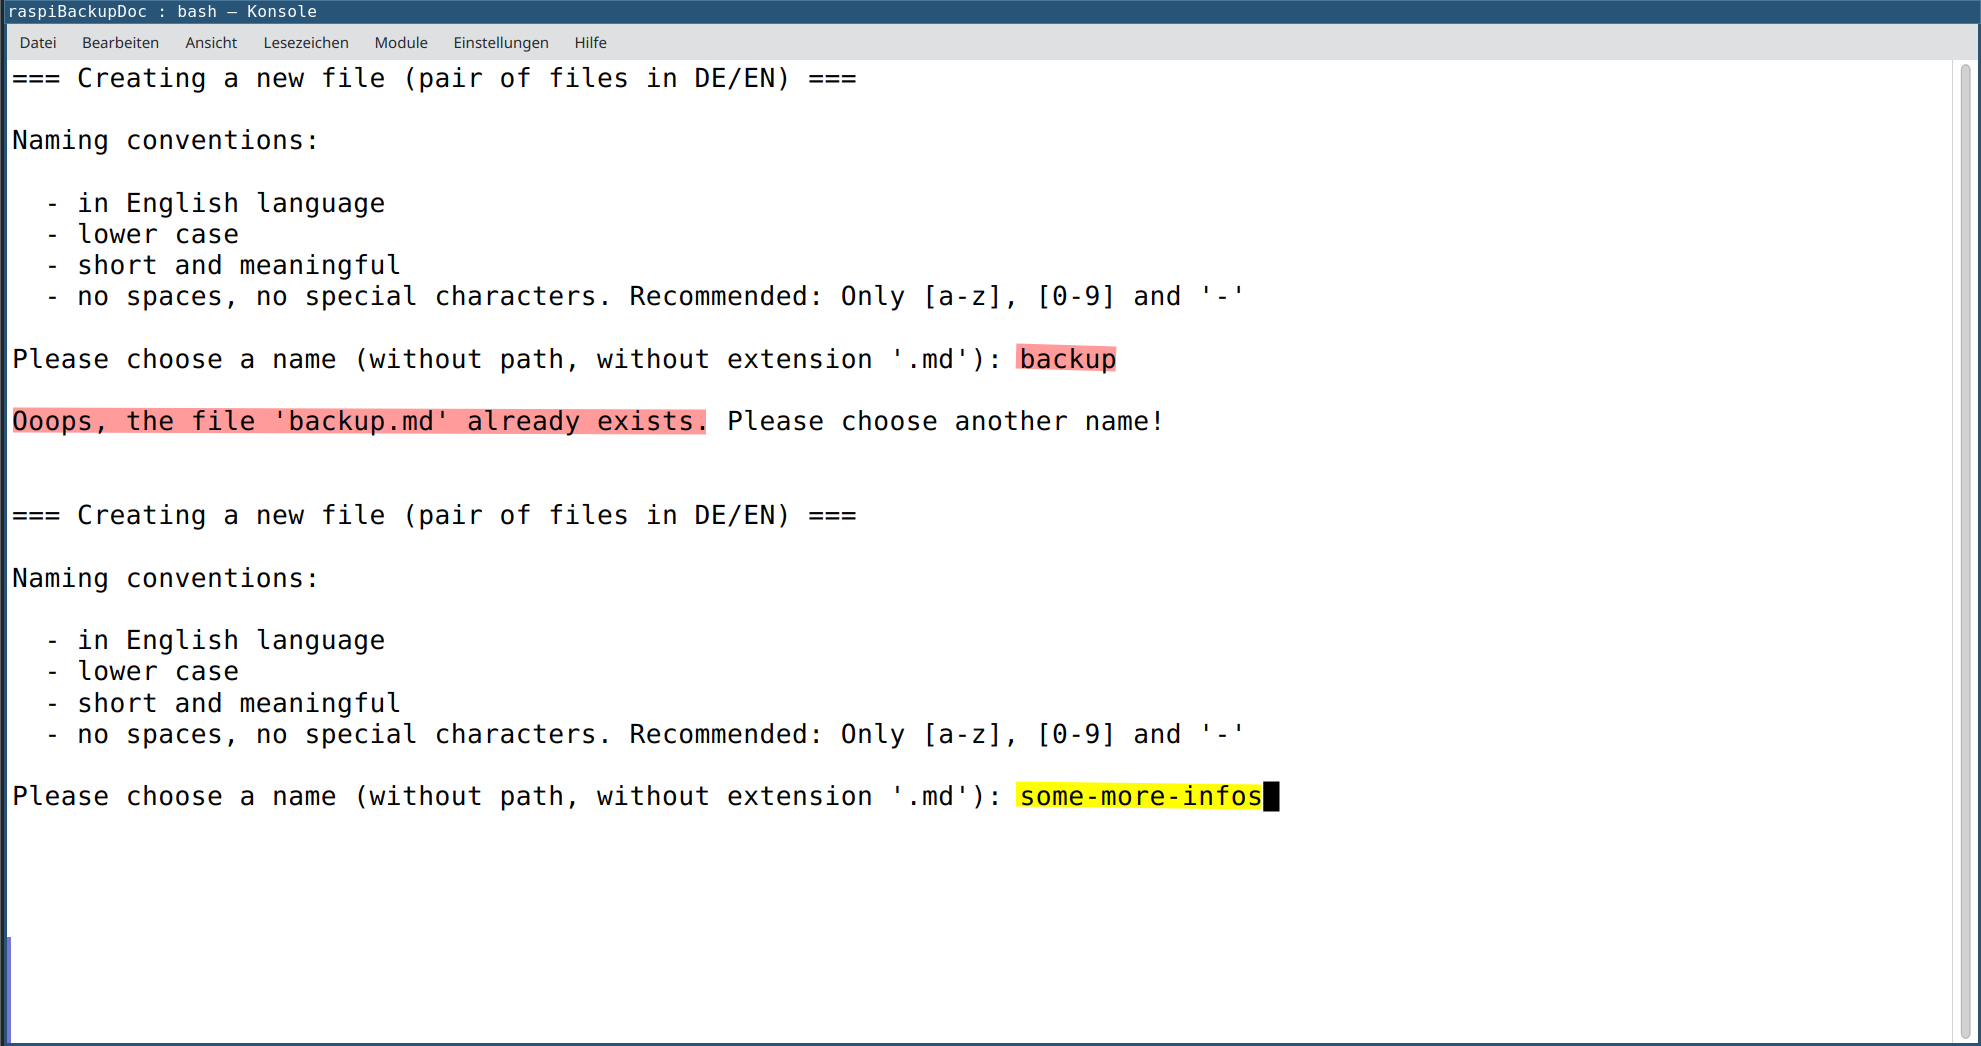 raspiBackupDoc : bash — Konsole
Datei Bearbeiten Ansicht Lesezeichen Module Einstellungen Hilfe
=== Creating a new file (pair of files in DE/EN) ===
Naming conventions:
- in English language
- lower case
- short and meaningful
- no spaces, no special characters. Recommended: Only [a-z], [0-9] and '-'
Please choose a name (without path, without extension '.md'): backup
Ooops, the file 'backup.md' already exists. Please choose another name!
=== Creating a new file (pair of files in DE/EN) ===
Naming conventions:
- in English language
- lower case
- short and meaningful
- no spaces, no special characters. Recommended: Only [a-z], [0-9] and '-'
Please choose a name (without path, without extension '.md'): some-more-infos